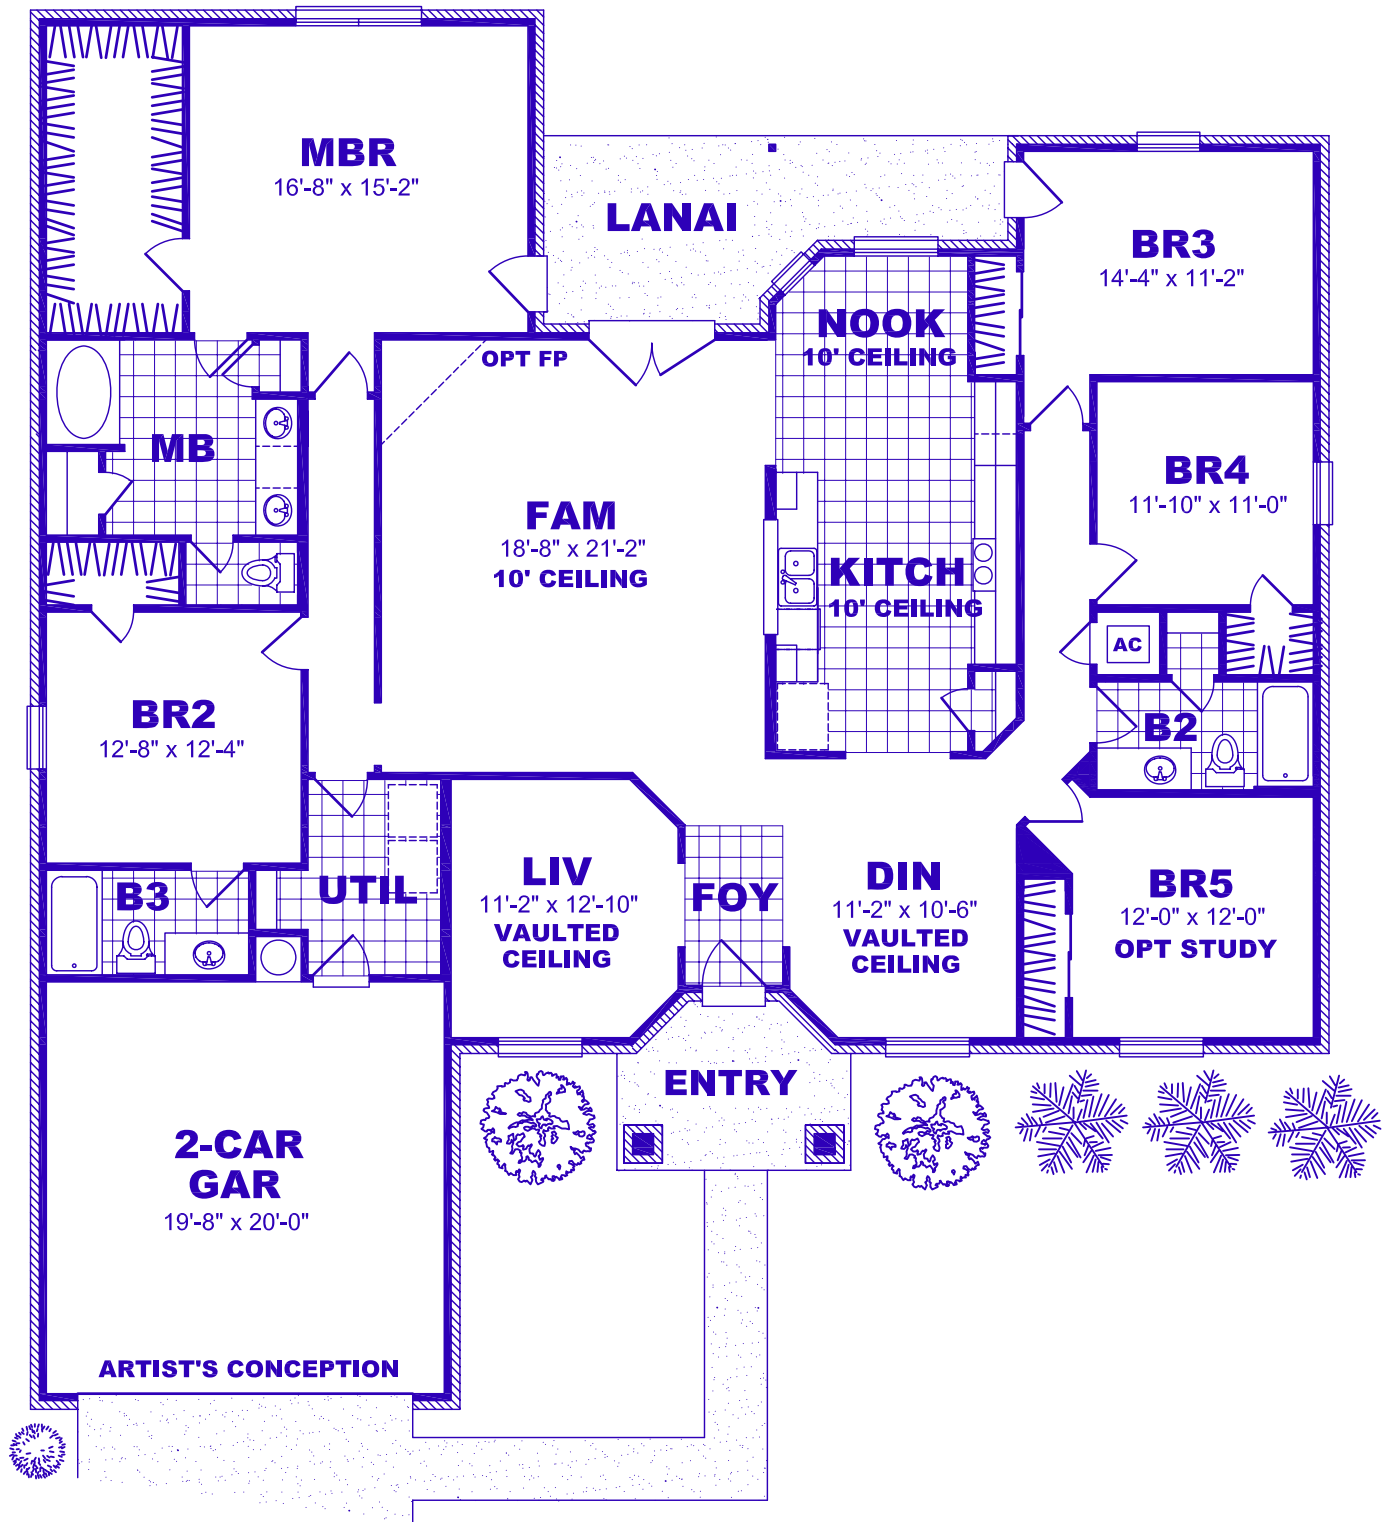 MBR
16'-8" x 15'-2"
LANAI
BR3
14'-4" x 11'-2"
NOOK
10' CEILING
OPT FP
MB
BR4
11'-10" x 11'-0"
FAM
18'-8" x 21'-2"
10' CEILING
KITCH
10' CEILING
AC
BR2
12'-8" x 12'-4"
B2
B3
UTIL
LIV
11'-2" x 12'-10"
VAULTED
CEILING
FOY
DIN
11'-2" x 10'-6"
VAULTED
CEILING
BR5
12'-0" x 12'-0"
OPT STUDY
ENTRY
2-CAR
GAR
19'-8" x 20'-0"
ARTIST'S CONCEPTION